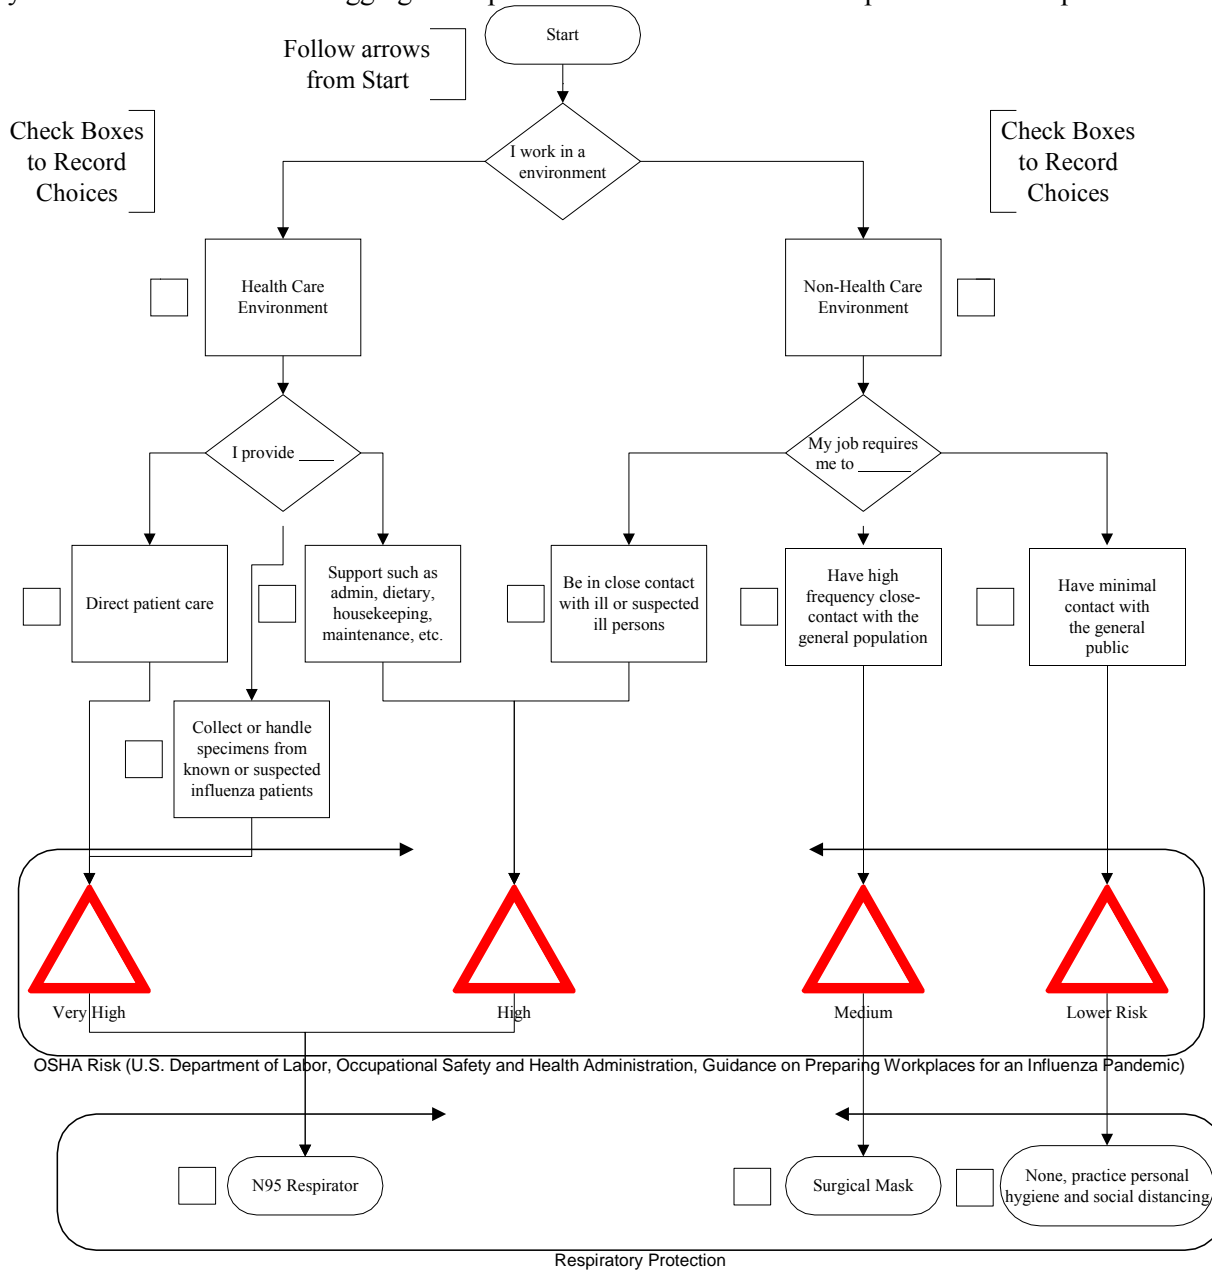 Start
Follow arrows
from Start
Check Boxes
to Record
Choices
I work in a
environment
Check Boxes
to Record
Choices
Health Care
Environment
Non-Health Care
Environment
I provide ____
My job requires
me to ______
Direct patient care
Support such as
admin, dietary,
housekeeping,
maintenance, etc.
Be in close contact
with ill or suspected
ill persons
Have high
frequency close-
contact with the
general population
Have minimal
contact with
the general
public
Collect or handle
specimens from
known or suspected
influenza patients
Very High
High
Medium
Lower Risk
OSHA Risk (U.S. Department of Labor, Occupational Safety and Health Administration, Guidance on Preparing Workplaces for an Influenza Pandemic)
N95 Respirator
Surgical Mask
None, practice personal
hygiene and social distancing
Respiratory Protection